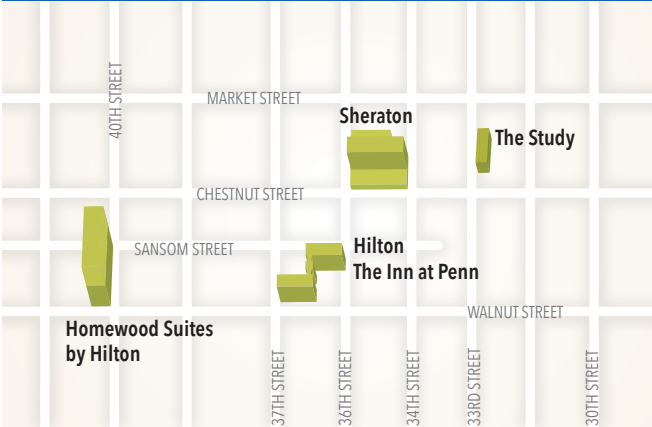 40TH STREET
MARKET STREET
Sheraton
The Study
CHESTNUT STREET
SANSOM STREET
Hilton
The Inn at Penn
WALNUT STREET
Homewood Suites
by Hilton
37TH STREET
36TH STREET
34TH STREET
33RD STREET
30TH STREET